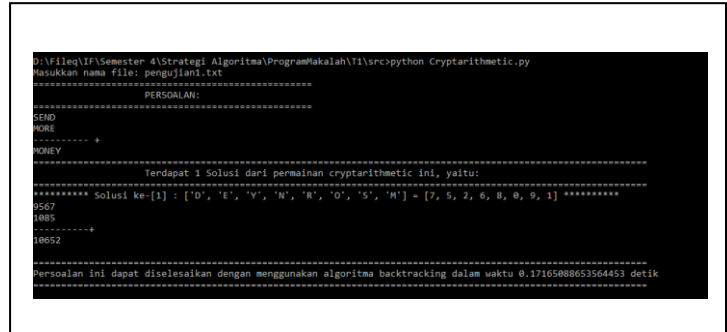 D:\Fileq\IF\Semester 4\Strategi Algoritma\ProgramMakalah\T1\src>python Cryptarithmetic.py
Masukkan nama file: pengujian1.txt
==================================================
PERSOALAN:
==================================================
SEND
MORE
---------- +
MONEY
==============================================================================================================
Terdapat 1 Solusi dari permainan cryptarithmetic ini, yaitu:
==============================================================================================================
********** Solusi ke-[1] : ['D', 'E', 'Y', 'N', 'R', 'O', 'S', 'M'] = [7, 5, 2, 6, 8, 0, 9, 1] **********
9567
1085
----------+
10652
==============================================================================================================
Persoalan ini dapat diselesaikan dengan menggunakan algoritma backtracking dalam waktu 0.17165088653564453 detik
==============================================================================================================